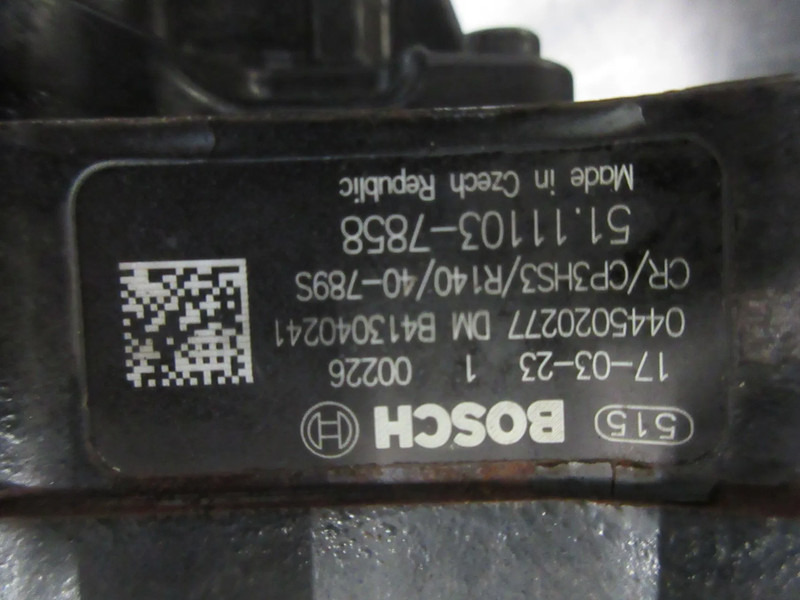 515 BOSCH
17-03-23 1 00226
0445020277 DM B413040241
CR/CP3HS3/R140/40-789S
51.11103-7858
Made in Czech Republic